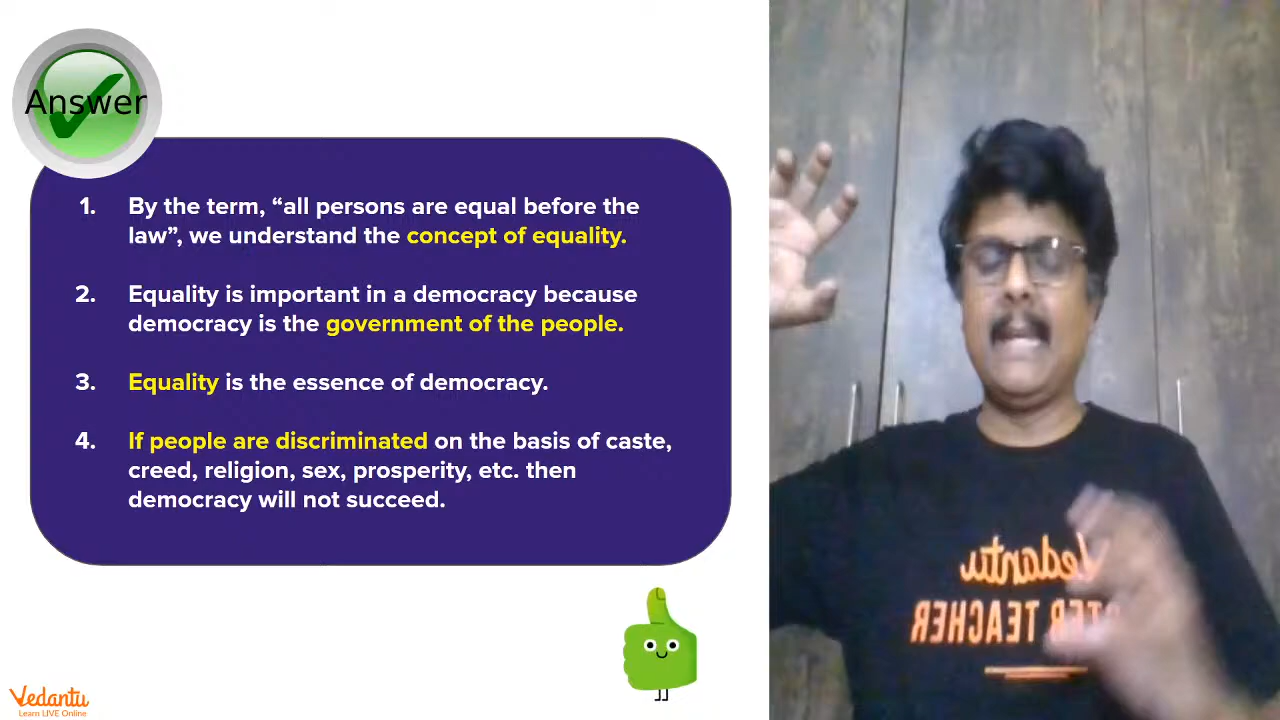 Answer
1. By the term, “all persons are equal before the
law”, we understand the concept of equality.
2. Equality is important in a democracy because
democracy is the government of the people.
3. Equality is the essence of democracy.
4. If people are discriminated on the basis of caste,
creed, religion, sex, prosperity, etc. then
democracy will not succeed.
Vedantu
TEACHER
Vedantu
Learn LIVE Online